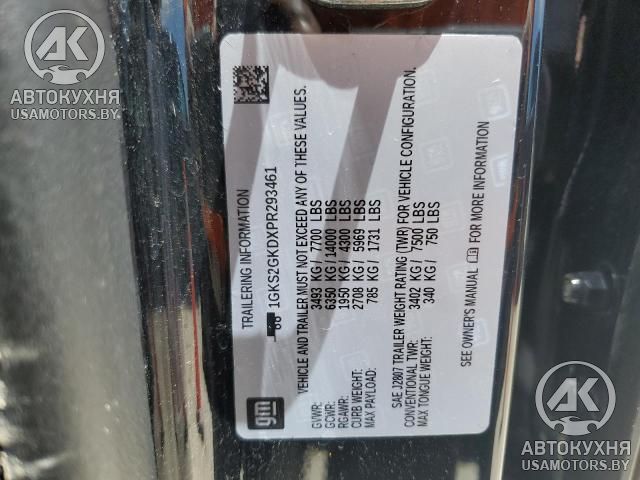 АВТОКУХНЯ
USAMOTORS.BY
TRAILERING INFORMATION
1GKS2GKDXPR293461
VEHICLE AND TRAILER MUST NOT EXCEED ANY OF THESE VALUES.
GVWR: 3493 KG / 7700 LBS
GCWR: 6350 KG / 14000 LBS
RGAWR: 1950 KG / 14300 LBS
CURB WEIGHT: 2708 KG / 5969 LBS
MAX PAYLOAD: 785 KG / 1731 LBS
SAE J2807 TRAILER WEIGHT RATING (TWR) FOR VEHICLE CONFIGURATION.
CONVENTIONAL TWR: 3402 KG / 7500 LBS
MAX TONGUE WEIGHT: 340 KG / 750 LBS
SEE OWNER'S MANUAL FOR MORE INFORMATION
gm
АВТОКУХНЯ
USAMOTORS.BY